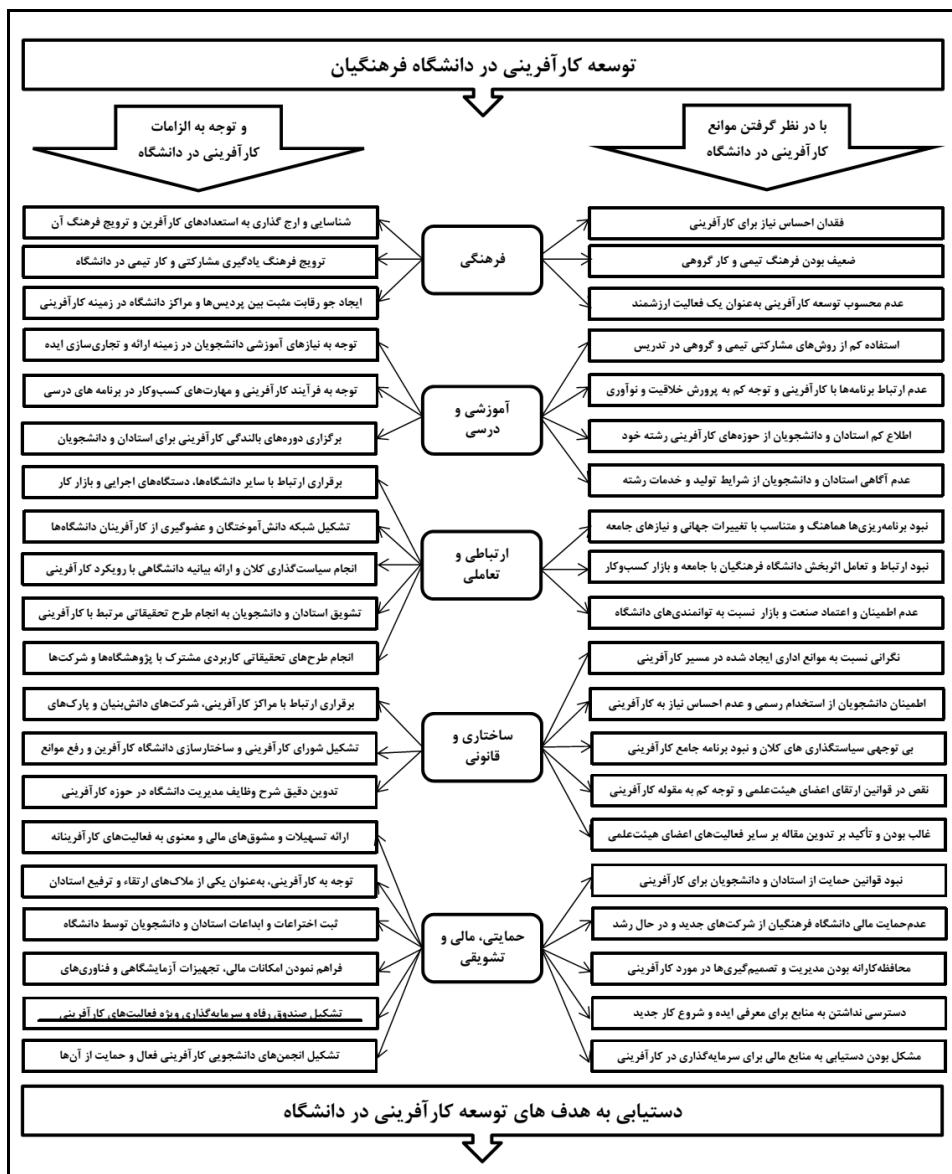 توسعه کارآفرینی در دانشگاه فرهنگیان
با در نظر گرفتن موانع
کارآفرینی در دانشگاه
و توجه به الزامات
کارآفرینی در دانشگاه
فقدان احساس نیاز برای کارآفرینی
ضعیف بودن فرهنگ تیمی و کار گروهی
عدم محسوب توسعه کارآفرینی به‌عنوان یک فعالیت ارزشمند
فرهنگی
شناسایی و ارج گذاری به استعدادهای کارآفرین و ترویج فرهنگ آن
ترویج فرهنگ یادگیری مشارکتی و کار تیمی در دانشگاه
ایجاد جو رقابت مثبت بین پردیس‌ها و مراکز دانشگاه در زمینه کارآفرینی
استفاده کم از روش‌های مشارکتی تیمی و گروهی در تدریس
عدم ارتباط برنامه‌ها با کارآفرینی و توجه کم به پرورش خلاقیت و نوآوری
اطلاع کم استادان و دانشجویان از حوزه‌های کارآفرینی رشته خود
عدم آگاهی استادان و دانشجویان از شرایط تولید و خدمات رشته
آموزشی و
درسی
توجه به نیازهای آموزشی دانشجویان در زمینه ارائه و تجاری‌سازی ایده
توجه به فرآیند کارآفرینی و مهارت‌های کسب‌وکار در برنامه های درسی
برگزاری دوره‌های بالندگی کارآفرینی برای استادان و دانشجویان
نبود برنامه‌ریزی‌ها هماهنگ و متناسب با تغییرات جهانی و نیازهای جامعه
نبود ارتباط و تعامل اثربخش دانشگاه فرهنگیان با جامعه و بازار کسب‌وکار
عدم اطمینان و اعتماد صنعت و بازار نسبت به توانمندی‌های دانشگاه
ارتباطی و
تعاملی
برقراری ارتباط با سایر دانشگاه‌ها، دستگاه‌های اجرایی و بازار کار
تشکیل شبکه دانش‌آموختگان و عضوگیری از کارآفرینان دانشگاه‌ها
انجام سیاست‌گذاری کلان و ارائه بیانیه دانشگاهی با رویکرد کارآفرینی
تشویق استادان و دانشجویان به انجام طرح تحقیقاتی مرتبط با کارآفرینی
انجام طرح‌های تحقیقاتی کاربردی مشترک با پژوهشگاه‌ها و شرکت‌ها
نگرانی نسبت به موانع اداری ایجاد شده در مسیر کارآفرینی
اطمینان دانشجویان از استخدام رسمی و عدم احساس نیاز به کارآفرینی
بی توجهی سیاستگذاری های کلان و نبود برنامه جامع کارآفرینی
نقص در قوانین ارتقای اعضای هیئت‌علمی و توجه کم به مقوله کارآفرینی
غالب بودن و تأکید بر تدوین مقاله بر سایر فعالیت‌های اعضای هیئت‌علمی
ساختاری و
قانونی
برقراری ارتباط با مراکز کارآفرینی، شرکت‌های دانش‌بنیان و پارک‌های
تشکیل شورای کارآفرینی و ساختارسازی دانشگاه کارآفرین و رفع موانع
تدوین دقیق شرح وظایف مدیریت دانشگاه در حوزه کارآفرینی
نبود قوانین حمایت از استادان و دانشجویان برای کارآفرینی
عدم‌حمایت مالی دانشگاه فرهنگیان از شرکت‌های جدید و در حال رشد
محافظه‌کارانه بودن مدیریت و تصمیم‌گیری‌ها در مورد کارآفرینی
دسترسی نداشتن به منابع برای معرفی ایده و شروع کار جدید
مشکل بودن دستیابی به منابع مالی برای سرمایه‌گذاری در کارآفرینی
حمایتی، مالی و
تشویقی
ارائه تسهیلات و مشوق‌های مالی و معنوی به فعالیت‌های کارآفرینانه
توجه به کارآفرینی، به‌عنوان یکی از ملاک‌های ارتقاء و ترفیع استادان
ثبت اختراعات و ابداعات استادان و دانشجویان توسط دانشگاه
فراهم نمودن امکانات مالی، تجهیزات آزمایشگاهی و فناوری‌های
تشکیل صندوق رفاه و سرمایه‌گذاری ویژه فعالیت‌های کارآفرینی
تشکیل انجمن‌های دانشجویی کارآفرینی فعال و حمایت از آن‌ها
دستیابی به هدف های توسعه کارآفرینی در دانشگاه